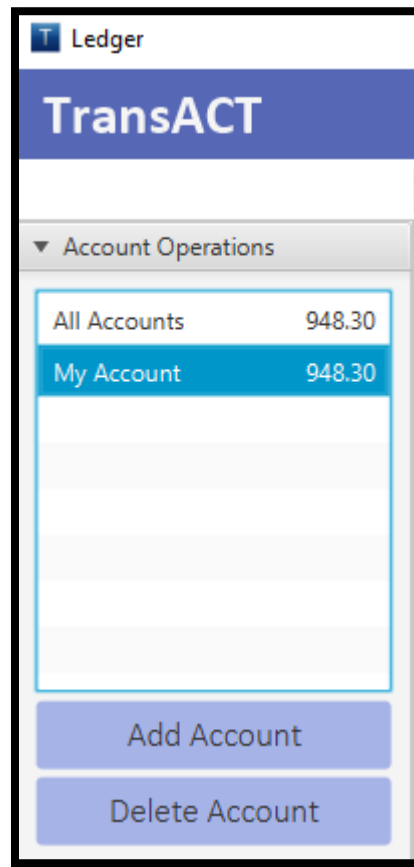 T Ledger
TransACT
Account Operations
All Accounts 948.30
My Account 948.30
Add Account
Delete Account